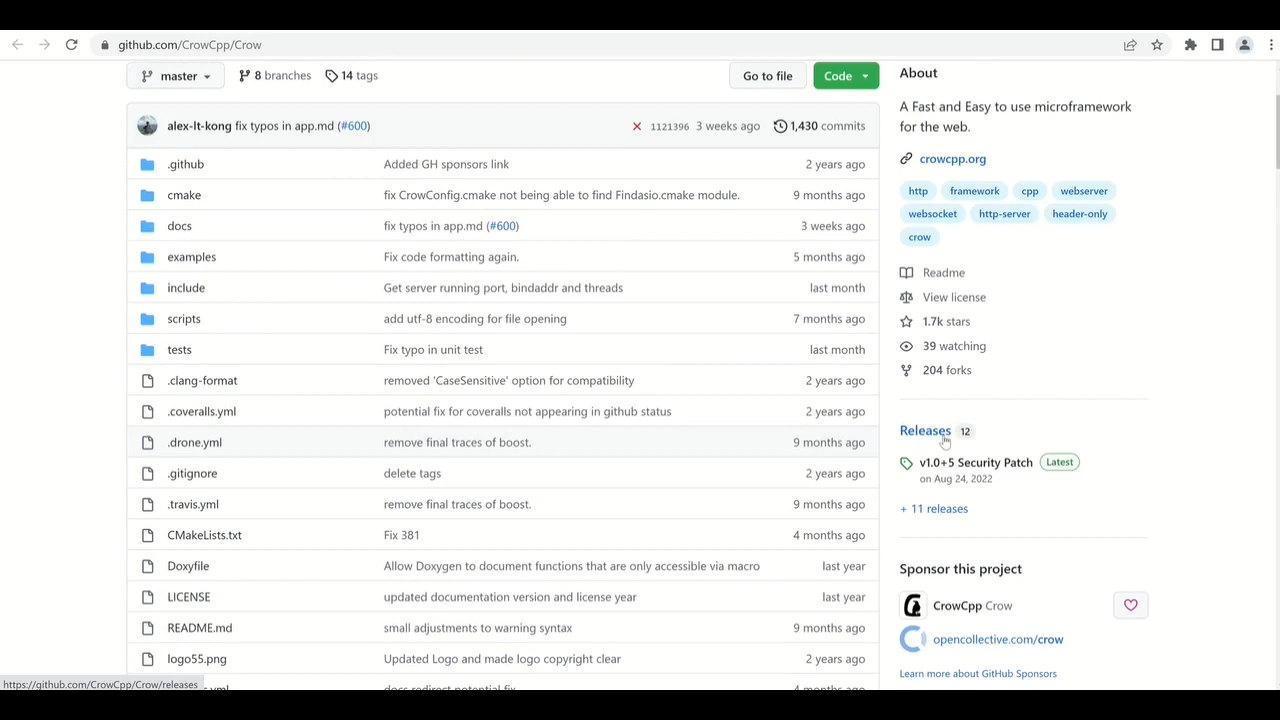 github.com/CrowCpp/Crow
master 8 branches 14 tags Go to file Code
alex-lt-kong fix typos in app.md (#600) 1121396 3 weeks ago 1,430 commits
.github Added GH sponsors link 2 years ago
cmake fix CrowConfig.cmake not being able to find Findasio.cmake module. 9 months ago
docs fix typos in app.md (#600) 3 weeks ago
examples Fix code formatting again. 5 months ago
include Get server running port, bindaddr and threads last month
scripts add utf-8 encoding for file opening 7 months ago
tests Fix typo in unit test last month
.clang-format removed 'CaseSensitive' option for compatibility 2 years ago
.coveralls.yml potential fix for coveralls not appearing in github status 2 years ago
.drone.yml remove final traces of boost. 9 months ago
.gitignore delete tags 2 years ago
.travis.yml remove final traces of boost. 9 months ago
CMakeLists.txt Fix 381 4 months ago
Doxyfile Allow Doxygen to document functions that are only accessible via macro last year
LICENSE updated documentation version and license year last year
README.md small adjustments to warning syntax 9 months ago
logo55.png Updated Logo and made logo copyright clear 2 years ago
docs redirect potential fix 4 months ago
About
A Fast and Easy to use microframework
for the web.
crowcpp.org
http framework cpp webserver
websocket http-server header-only
crow
Readme
View license
1.7k stars
39 watching
204 forks
Releases 12
v1.0+5 Security Patch Latest
on Aug 24, 2022
+ 11 releases
Sponsor this project
CrowCpp Crow
opencollective.com/crow
Learn more about GitHub Sponsors
https://github.com/CrowCpp/Crow/releases